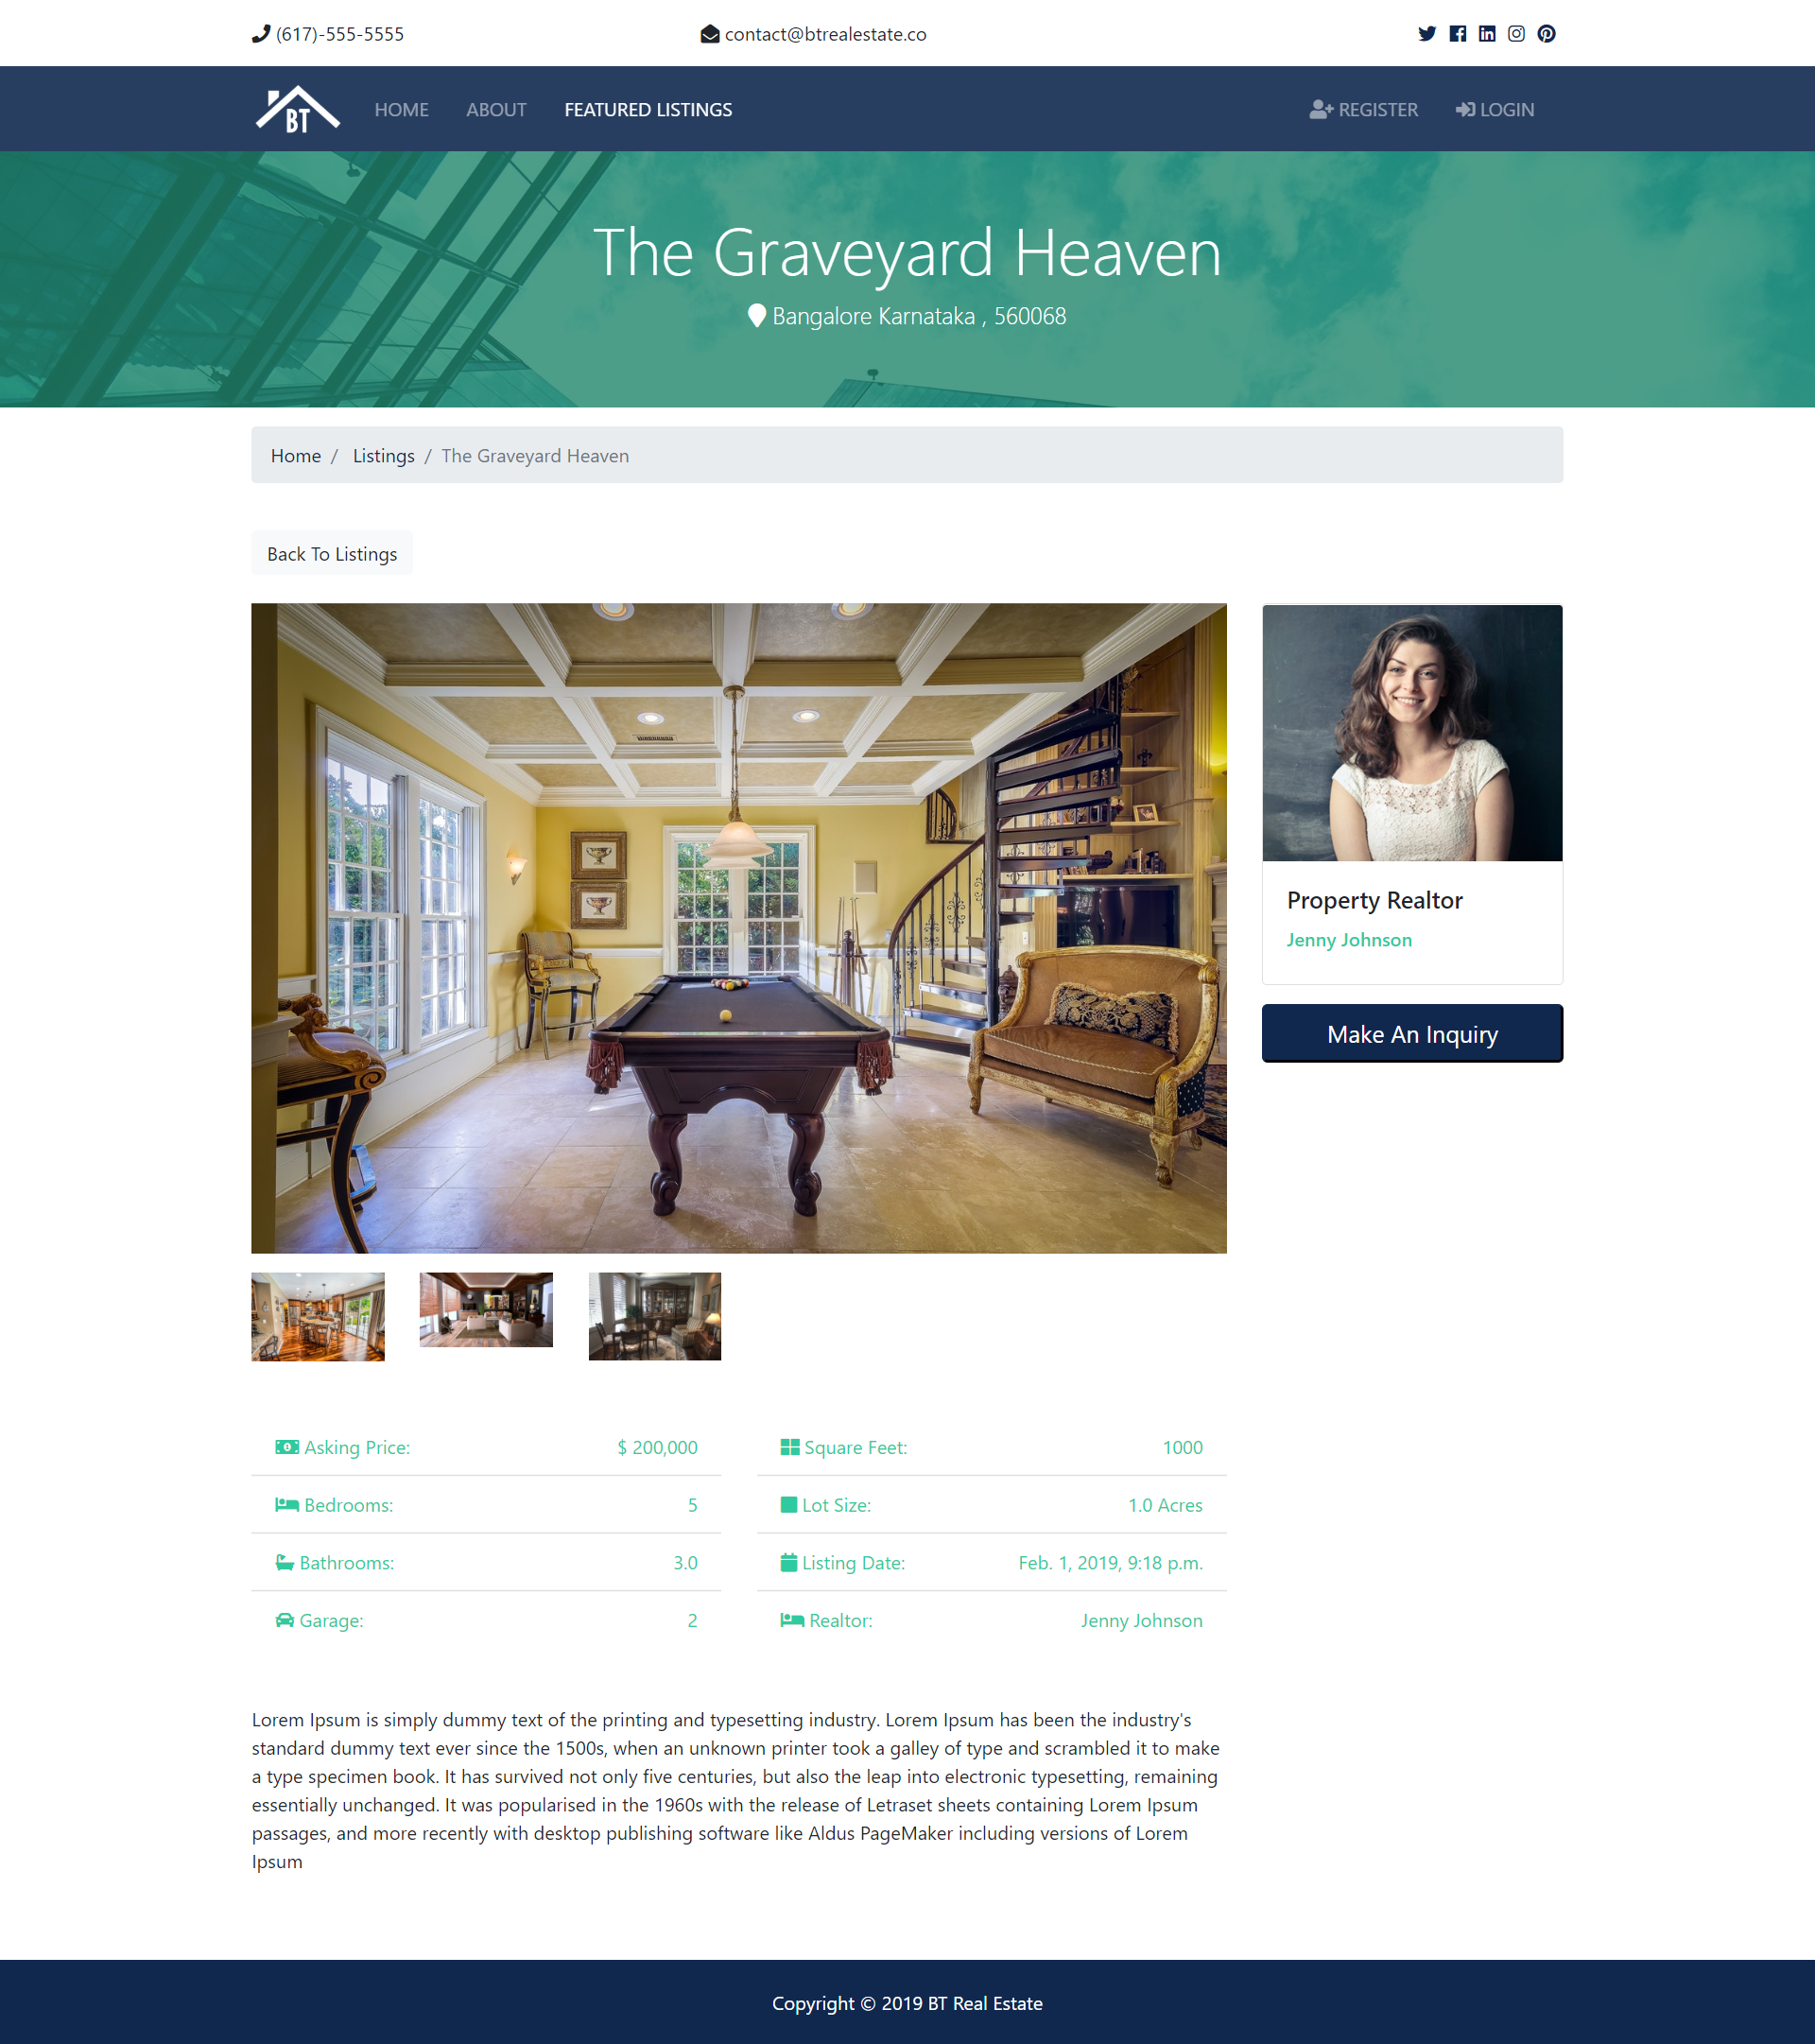 (617)-555-5555
contact@btrealestate.co
BT
HOME
ABOUT
FEATURED LISTINGS
REGISTER
LOGIN
The Graveyard Heaven
Bangalore Karnataka , 560068
Home / Listings / The Graveyard Heaven
Back To Listings
Property Realtor
Jenny Johnson
Make An Inquiry
Asking Price: $ 200,000
Bedrooms: 5
Bathrooms: 3.0
Garage: 2
Square Feet: 1000
Lot Size: 1.0 Acres
Listing Date: Feb. 1, 2019, 9:18 p.m.
Realtor: Jenny Johnson
Lorem Ipsum is simply dummy text of the printing and typesetting industry. Lorem Ipsum has been the industry's
standard dummy text ever since the 1500s, when an unknown printer took a galley of type and scrambled it to make
a type specimen book. It has survived not only five centuries, but also the leap into electronic typesetting, remaining
essentially unchanged. It was popularised in the 1960s with the release of Letraset sheets containing Lorem Ipsum
passages, and more recently with desktop publishing software like Aldus PageMaker including versions of Lorem
Ipsum
Copyright © 2019 BT Real Estate